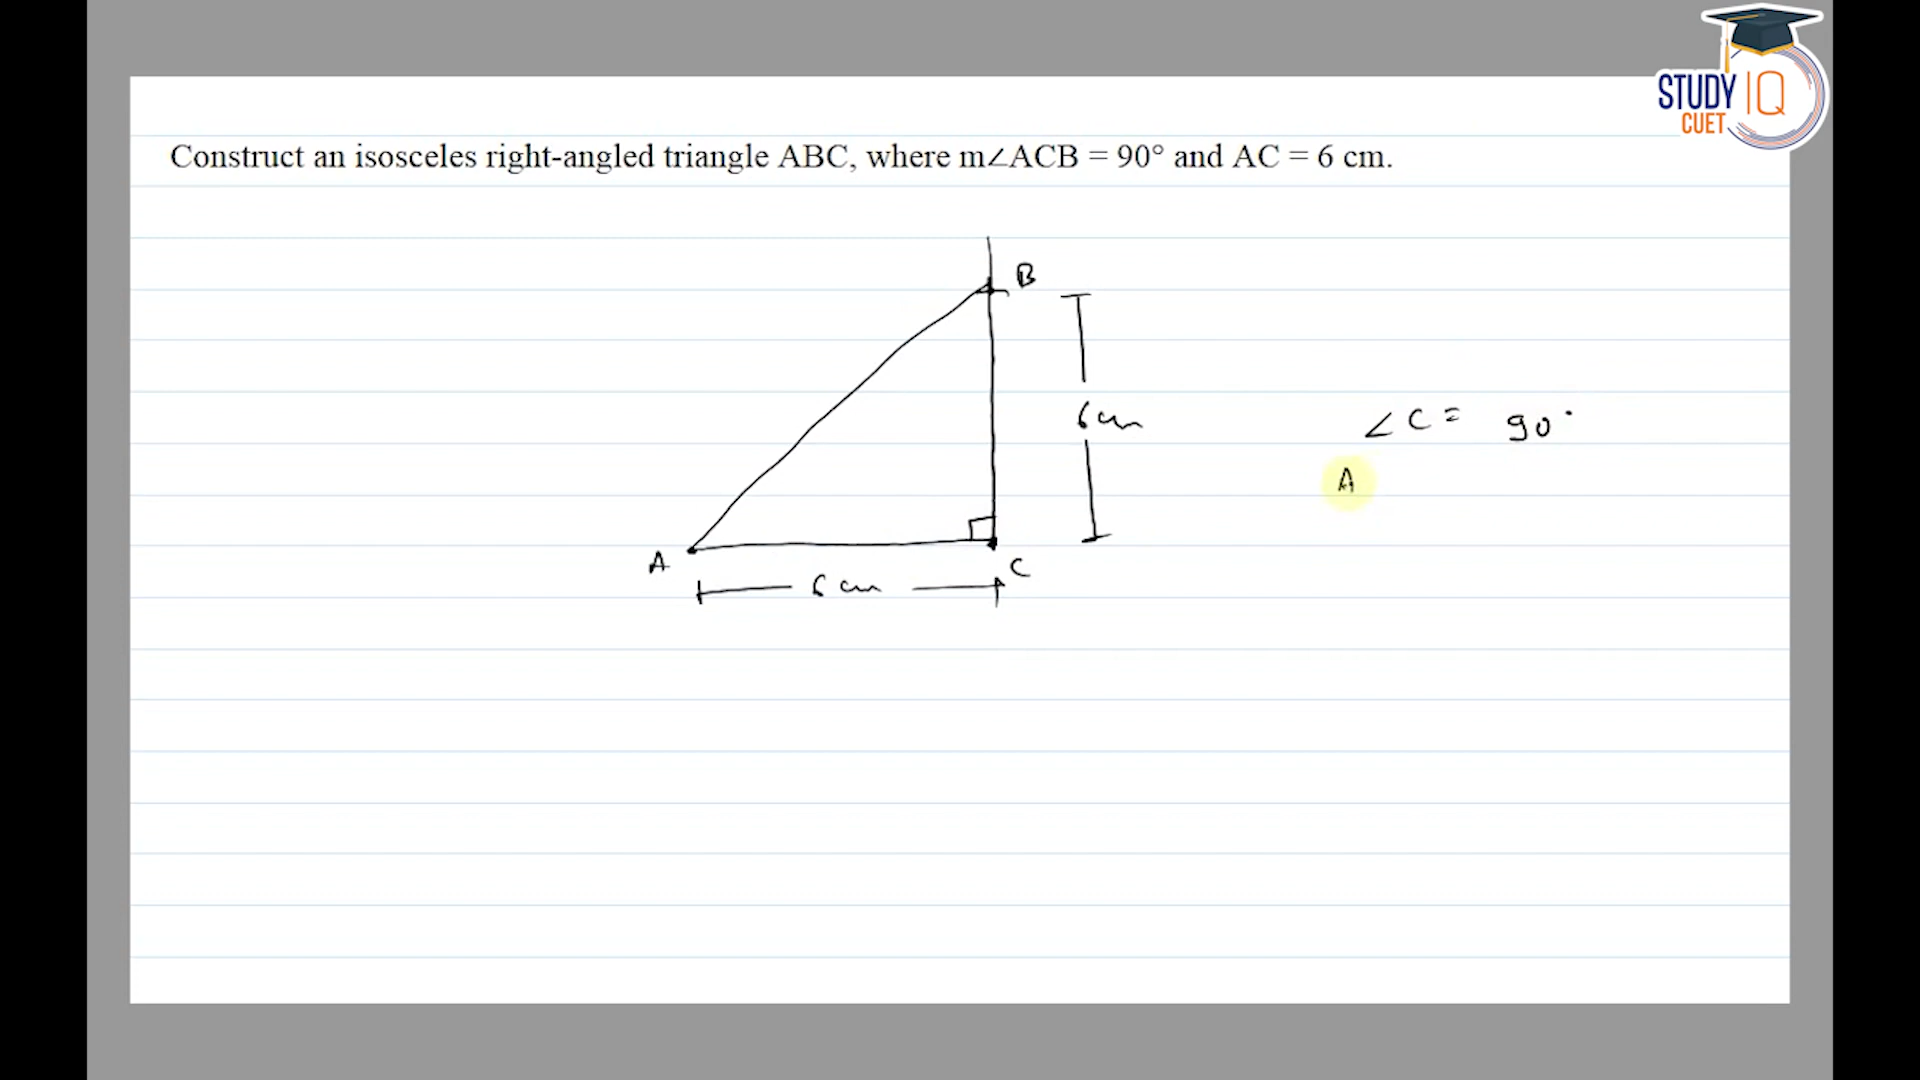 STUDY IQ
CUET
Construct an isosceles right-angled triangle ABC, where m∠ACB = 90° and AC = 6 cm.
B
6cm
∠C = 90°
A
A
C
6 cm